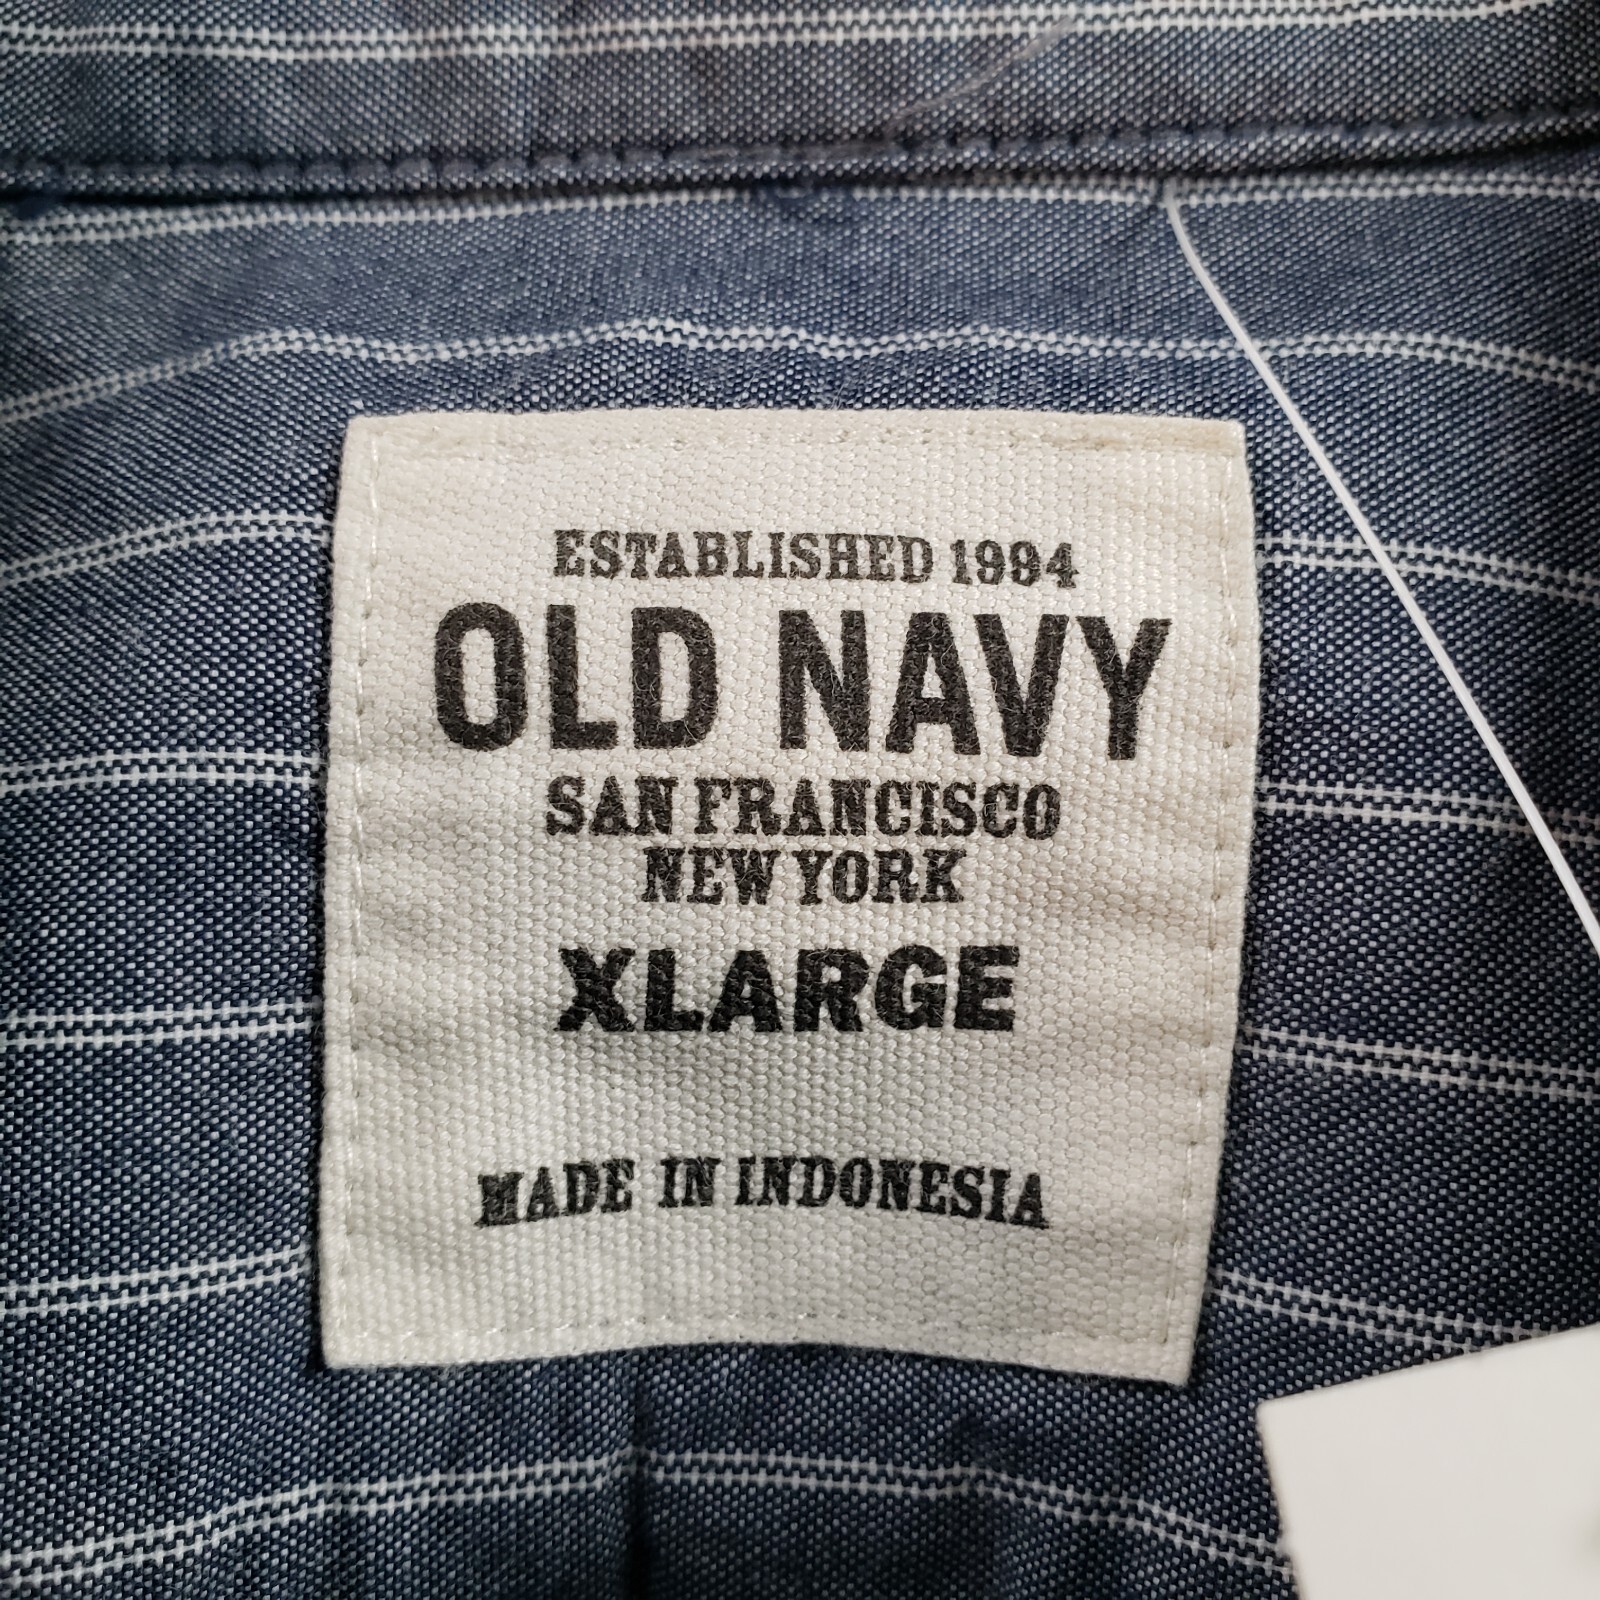 ESTABLISHED 1994
OLD NAVY
SAN FRANCISCO
NEW YORK
XLARGE
MADE IN INDONESIA